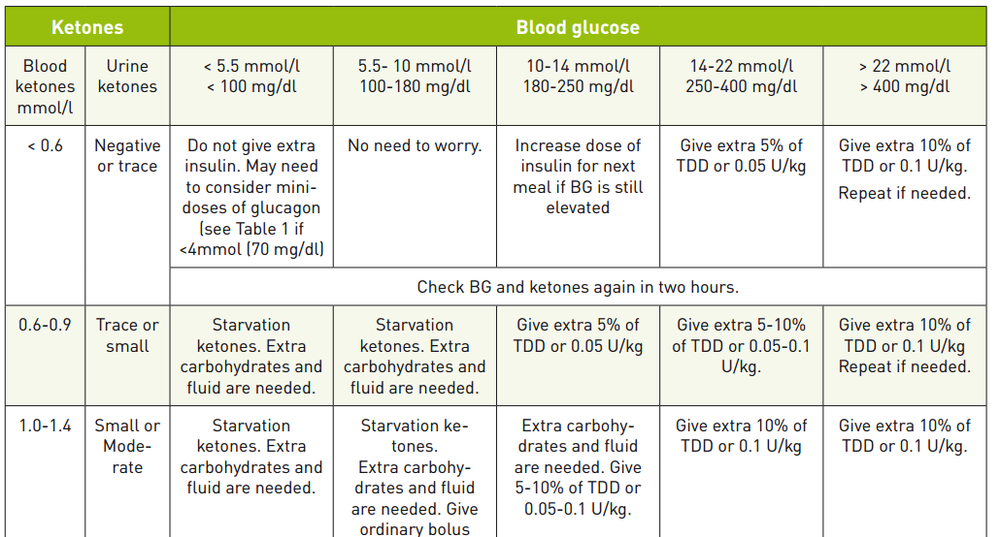 Ketones
Blood glucose
Blood
ketones
mmol/l
Urine
ketones
< 5.5 mmol/l
< 100 mg/dl
5.5- 10 mmol/l
100-180 mg/dl
10-14 mmol/l
180-250 mg/dl
14-22 mmol/l
250-400 mg/dl
> 22 mmol/l
> 400 mg/dl
< 0.6
Negative
or trace
Do not give extra
insulin. May need
to consider mini-
doses of glucagon
(see Table 1 if
<4mmol (70 mg/dl)
No need to worry.
Increase dose of
insulin for next
meal if BG is still
elevated
Give extra 5% of
TDD or 0.05 U/kg
Give extra 10% of
TDD or 0.1 U/kg.
Repeat if needed.
Check BG and ketones again in two hours.
0.6-0.9
Trace or
small
Starvation
ketones. Extra
carbohydrates and
fluid are needed.
Starvation
ketones. Extra
carbohydrates and
fluid are needed.
Give extra 5% of
TDD or 0.05 U/kg
Give extra 5-10%
of TDD or 0.05-0.1
U/kg.
Give extra 10% of
TDD or 0.1 U/kg
Repeat if needed.
1.0-1.4
Small or
Mode-
rate
Starvation
ketones. Extra
carbohydrates and
fluid are needed.
Starvation ke-
tones.
Extra carbohy-
drates and fluid
are needed. Give
ordinary bolus
Extra carbohy-
drates and fluid
are needed. Give
5-10% of TDD or
0.05-0.1 U/kg.
Give extra 10% of
TDD or 0.1 U/kg
Give extra 10% of
TDD or 0.1 U/kg.